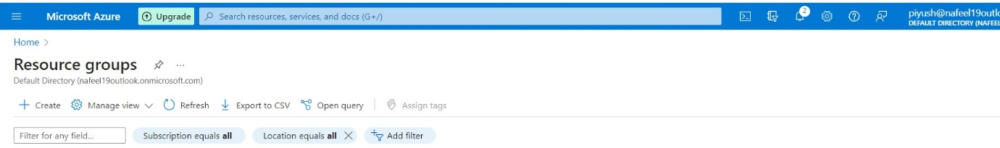 Microsoft Azure Upgrade Search resources, services, and docs (G+/) 2 piyush@nafeel19outlo
DEFAULT DIRECTORY (NAFEEL
Home >
Resource groups ...
Default Directory (nafeel19outlook.onmicrosoft.com)
+ Create Manage view Refresh Export to CSV Open query Assign tags
Filter for any field... Subscription equals all Location equals all Add filter